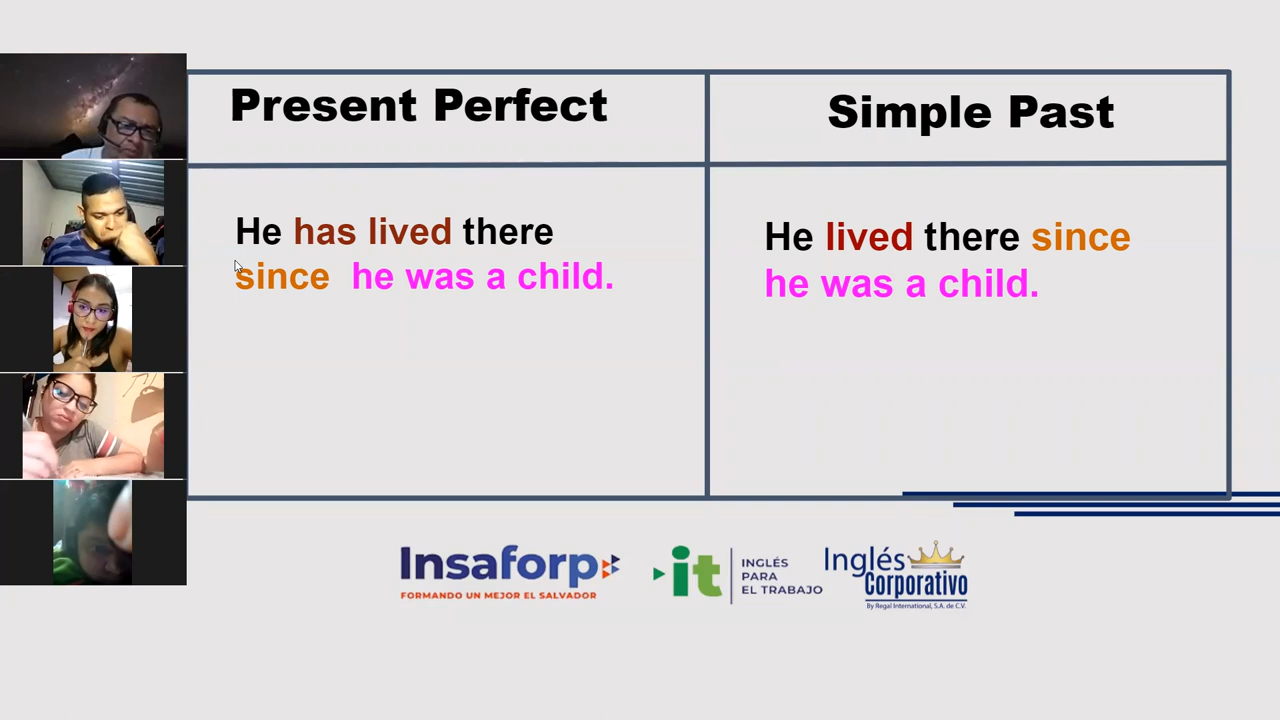 Present Perfect
Simple Past
He has lived there
since he was a child.
He lived there since
he was a child.
Insaforp
FORMANDO UN MEJOR EL SALVADOR
it
INGLÉS
PARA
EL TRABAJO
Inglés
Corporativo
By Regal International, S.A. de C.V.